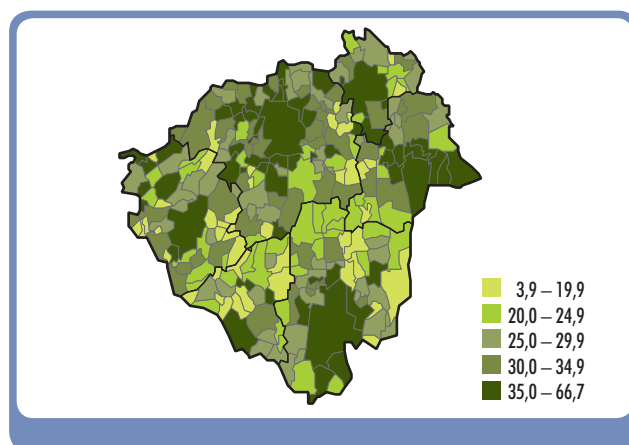 3,9 – 19,9
20,0 – 24,9
25,0 – 29,9
30,0 – 34,9
35,0 – 66,7